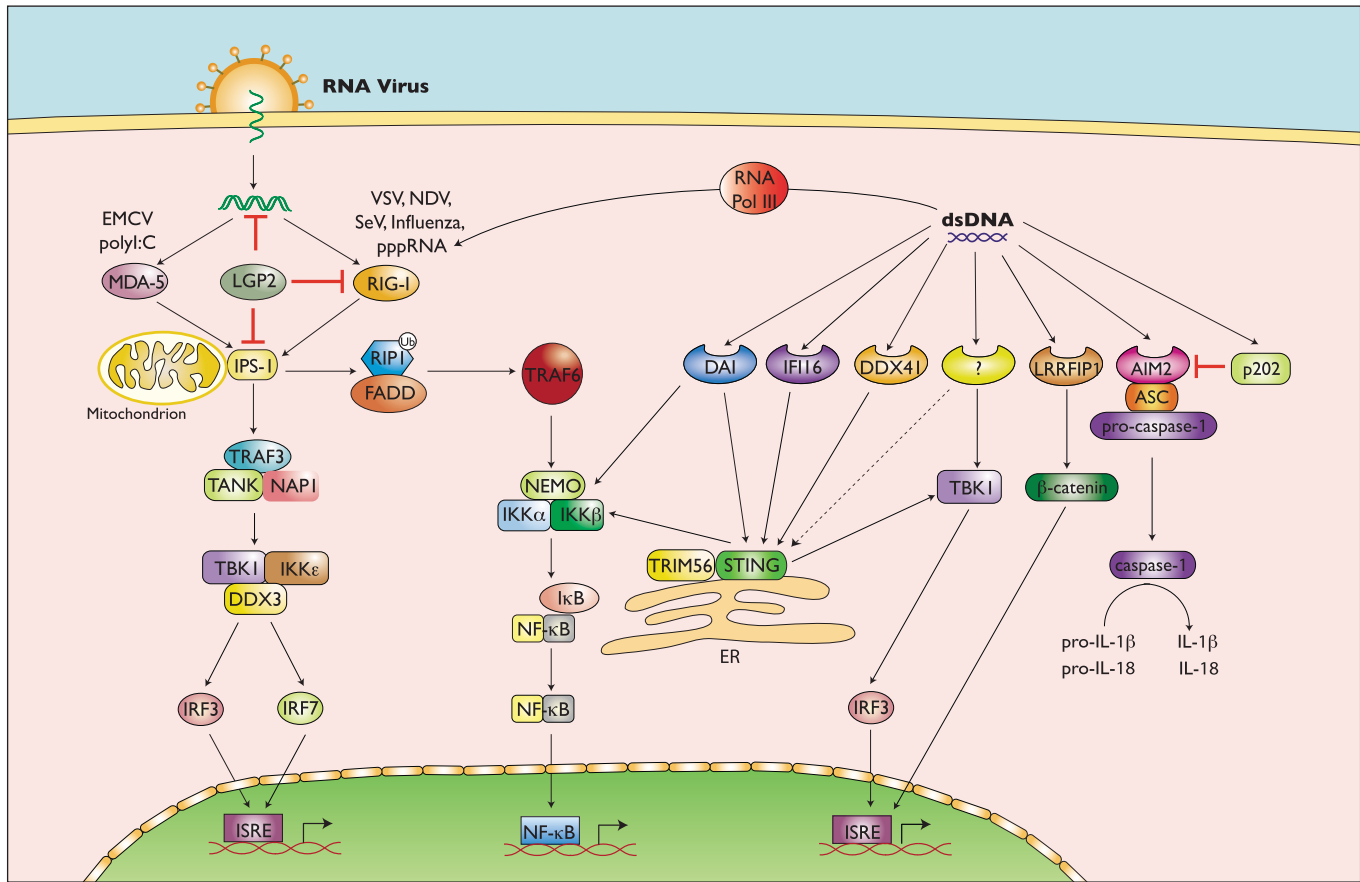 RNA Virus
RNA
Pol III
VSV, NDV,
SeV, Influenza,
pppRNA
EMCV
polyI:C
dsDNA
MDA-5
LGP2
RIG-I
IPS-1
Mitochondrion
RIP1
Ub
FADD
TRAF6
DAI
IFI16
DDX41
?
LRRFIP1
AIM2
p202
ASC
pro-caspase-1
TRAF3
TANK
NAP1
NEMO
IKKα
IKKβ
TBK1
β-catenin
TBK1
IKKε
DDX3
TRIM56
STING
caspase-1
IκB
NF-κB
ER
pro-IL-1β
pro-IL-18
IL-1β
IL-18
IRF3
IRF7
NF-κB
IRF3
ISRE
NF-κB
ISRE